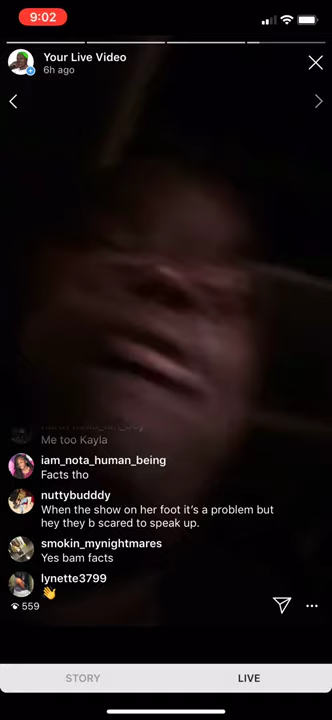 9:02
Your Live Video
6h ago
Me too Kayla
iam_nota_human_being
Facts tho
nuttybudddy
When the show on her foot it's a problem but
hey they b scared to speak up.
smokin_mynightmares
Yes bam facts
lynette3799
👋
559
STORY
LIVE